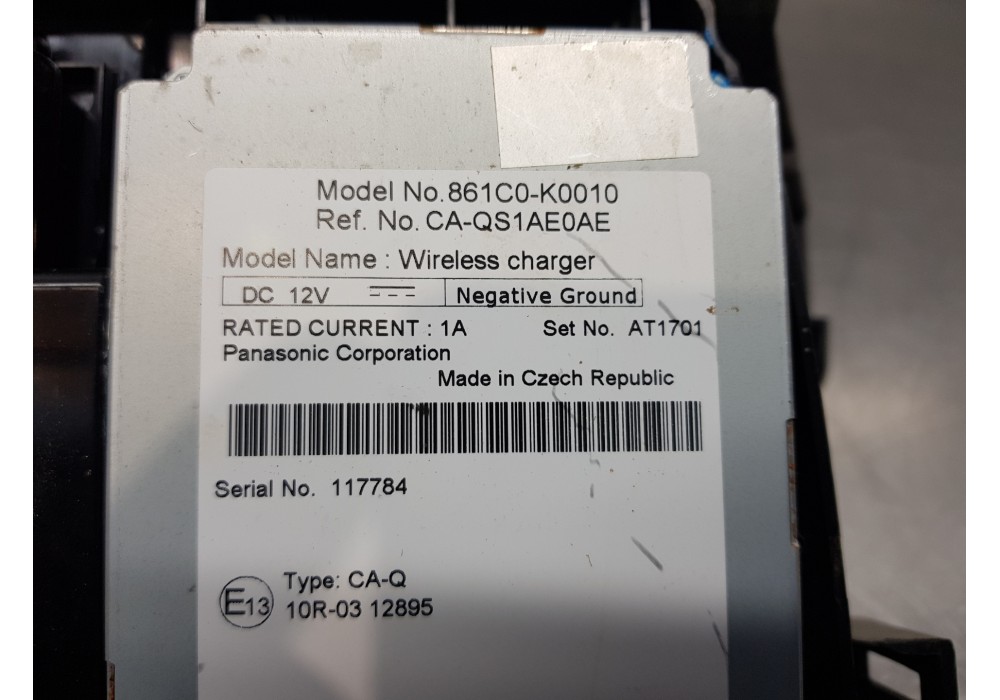 Model No.861C0-K0010
Ref. No. CA-QS1AE0AE
Model Name : Wireless charger
DC 12V Negative Ground
RATED CURRENT : 1A Set No. AT1701
Panasonic Corporation
Made in Czech Republic
Serial No. 117784
Type: CA-Q
E13 10R-03 12895